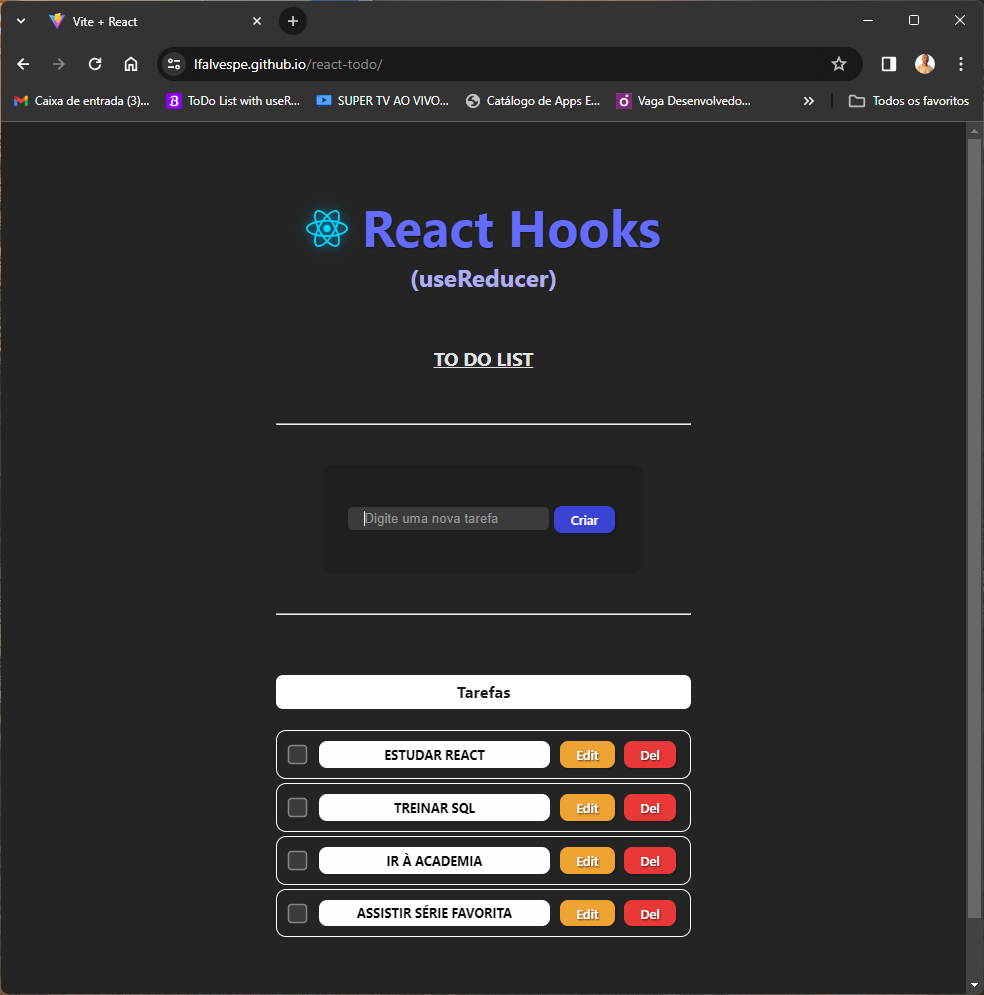 Vite + React
lfalvespe.github.io/react-todo/
Caixa de entrada (3)... ToDo List with useR... SUPER TV AO VIVO... Catálogo de Apps E... Vaga Desenvolvedo... Todos os favoritos
React Hooks
(useReducer)
TO DO LIST
Digite uma nova tarefa Criar
Tarefas
ESTUDAR REACT Edit Del
TREINAR SQL Edit Del
IR À ACADEMIA Edit Del
ASSISTIR SÉRIE FAVORITA Edit Del